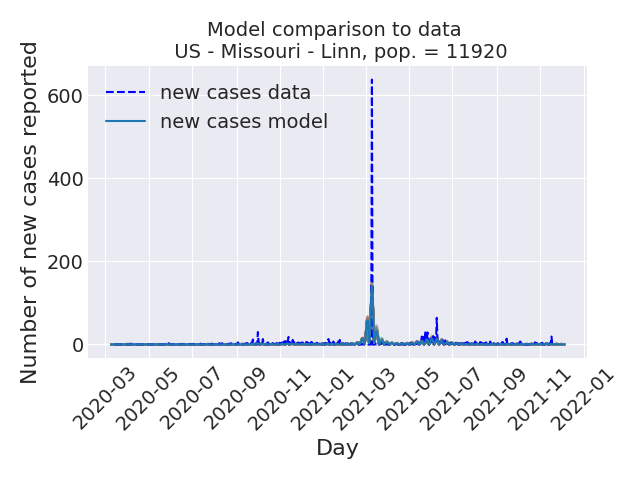 Model comparison to data
US - Missouri - Linn, pop. = 11920
Number of new cases reported
600
400
200
0
new cases data
new cases model
2020-03
2020-05
2020-07
2020-09
2020-11
2021-01
2021-03
2021-05
2021-07
2021-09
2021-11
2022-01
Day